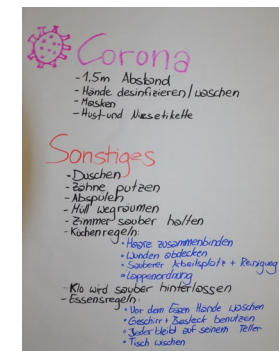 Corona
- 1,5m Abstand
- Hände desinfizieren / waschen
- Masken
- Hust- und Niesetikette
Sonstiges
- Duschen
- Zähne putzen
- Abspülen
- Müll wegräumen
- Zimmer sauber halten
- Küchenregeln:
• Haare zusammenbinden
• Wunden abdecken
• Sauberer Arbeitsplatz + Reinigung
• Lappenordnung
- Klo wird sauber hinterlassen
- Essensregeln:
• Vor dem Essen Hände waschen
• Geschirr + Besteck benutzen
• Jeder bleibt auf seinem Teller
• Tisch wischen